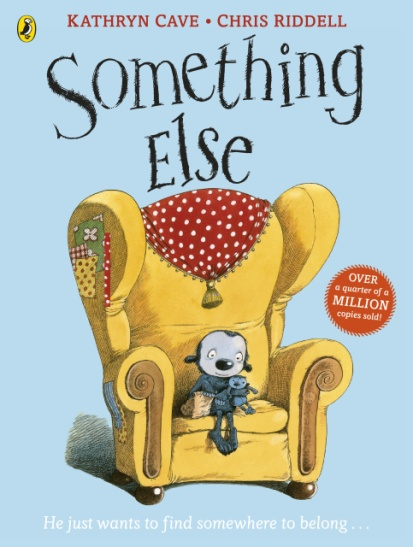 KATHRYN CAVE • CHRIS RIDDELL
Something
Else
OVER
a quarter of a
MILLION
copies sold!
He just wants to find somewhere to belong . . .